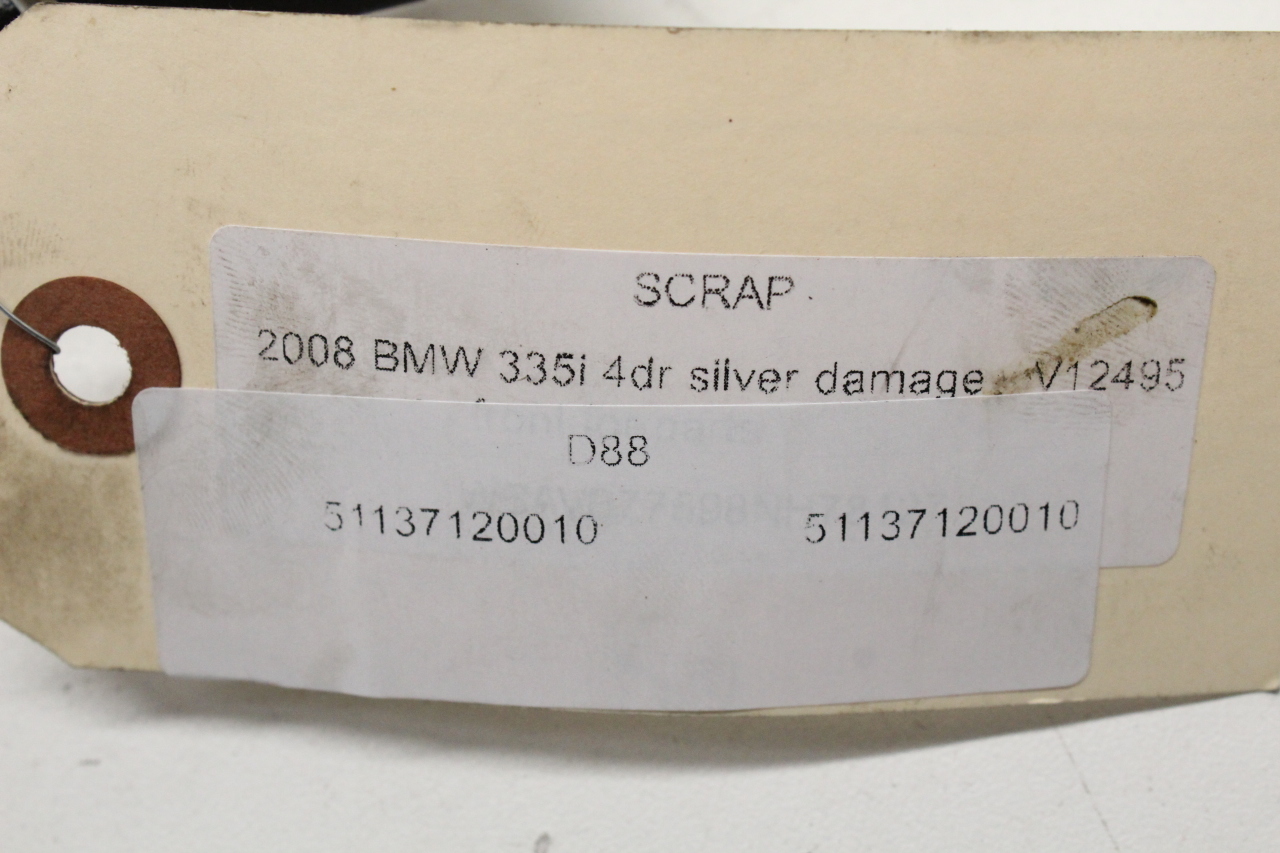 SCRAP
2008 BMW 335i 4dr silver damage V12495
D88
51137120010 51137120010